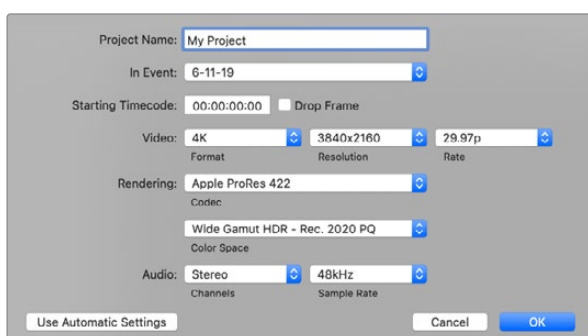 Project Name: My Project
In Event: 6-11-19
Starting Timecode: 00:00:00:00 Drop Frame
Video: 4K 3840x2160 29.97p
Format Resolution Rate
Rendering: Apple ProRes 422
Codec
Wide Gamut HDR - Rec. 2020 PQ
Color Space
Audio: Stereo 48kHz
Channels Sample Rate
Use Automatic Settings Cancel OK